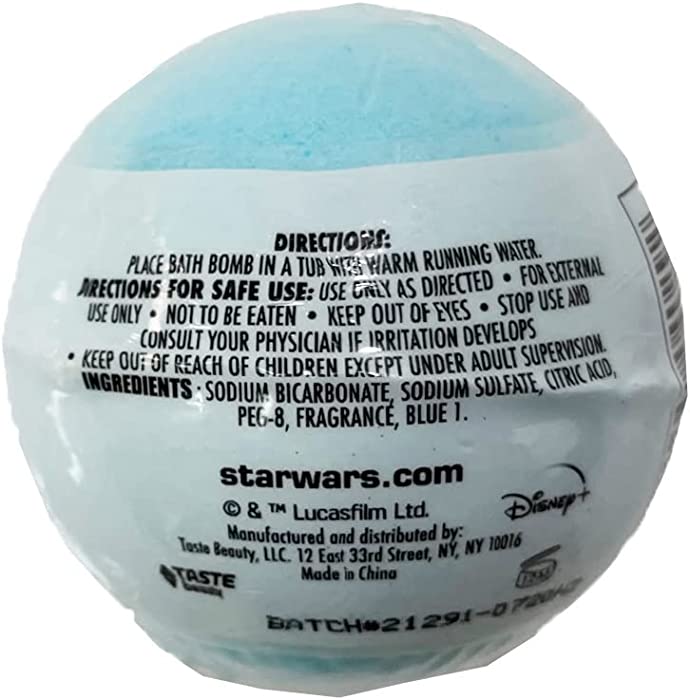 DIRECTIONS:
PLACE BATH BOMB IN A TUB WITH WARM RUNNING WATER.
DIRECTIONS FOR SAFE USE: USE ONLY AS DIRECTED • FOR EXTERNAL
USE ONLY • NOT TO BE EATEN • KEEP OUT OF EYES • STOP USE AND
CONSULT YOUR PHYSICIAN IF IRRITATION DEVELOPS
• KEEP OUT OF REACH OF CHILDREN EXCEPT UNDER ADULT SUPERVISION.
INGREDIENTS: SODIUM BICARBONATE, SODIUM SULFATE, CITRIC ACID,
PEG-8, FRAGRANCE, BLUE 1.
starwars.com
© & ™ Lucasfilm Ltd.
Disney+
Manufactured and distributed by:
Taste Beauty, LLC. 12 East 33rd Street, NY, NY 10016
Made in China
TASTE
beauty